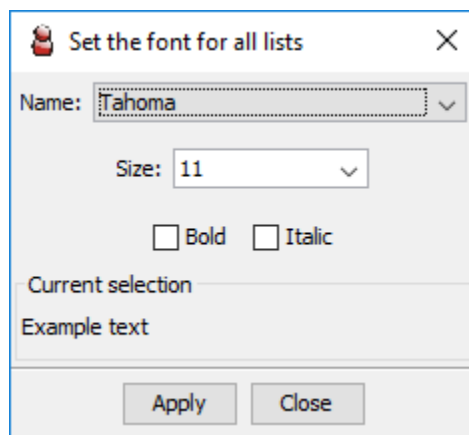 Set the font for all lists
Name: Tahoma
Size: 11
Bold Italic
Current selection
Example text
Apply Close